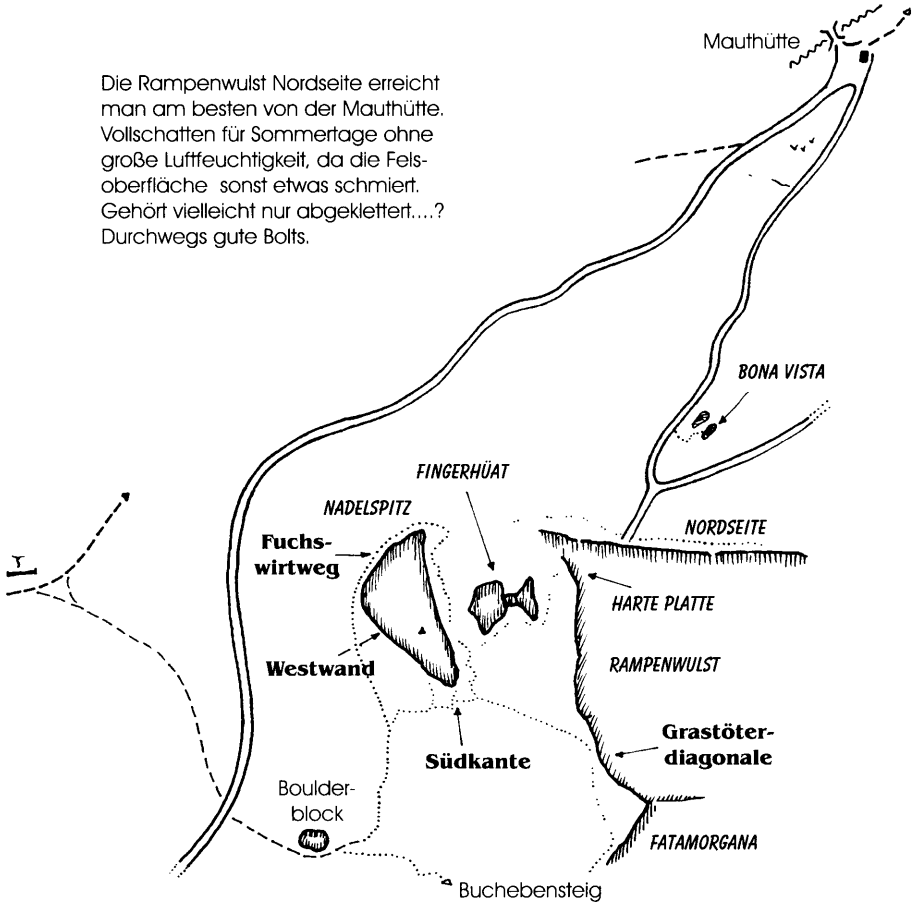 Mauthütte
Die Rampenwulst Nordseite erreicht
man am besten von der Mauthütte.
Vollschatten für Sommertage ohne
große Luftfeuchtigkeit, da die Fels-
oberfläche sonst etwas schmiert.
Gehört vielleicht nur abgeklettert....?
Durchwegs gute Bolts.
BONA VISTA
FINGERHÜAT
NADELSPITZ
NORDSEITE
Fuchs-
wirtweg
HARTE PLATTE
Westwand
RAMPENWULST
Südkante
Grastöter-
diagonale
Boulder-
block
FATAMORGANA
Buchebensteig